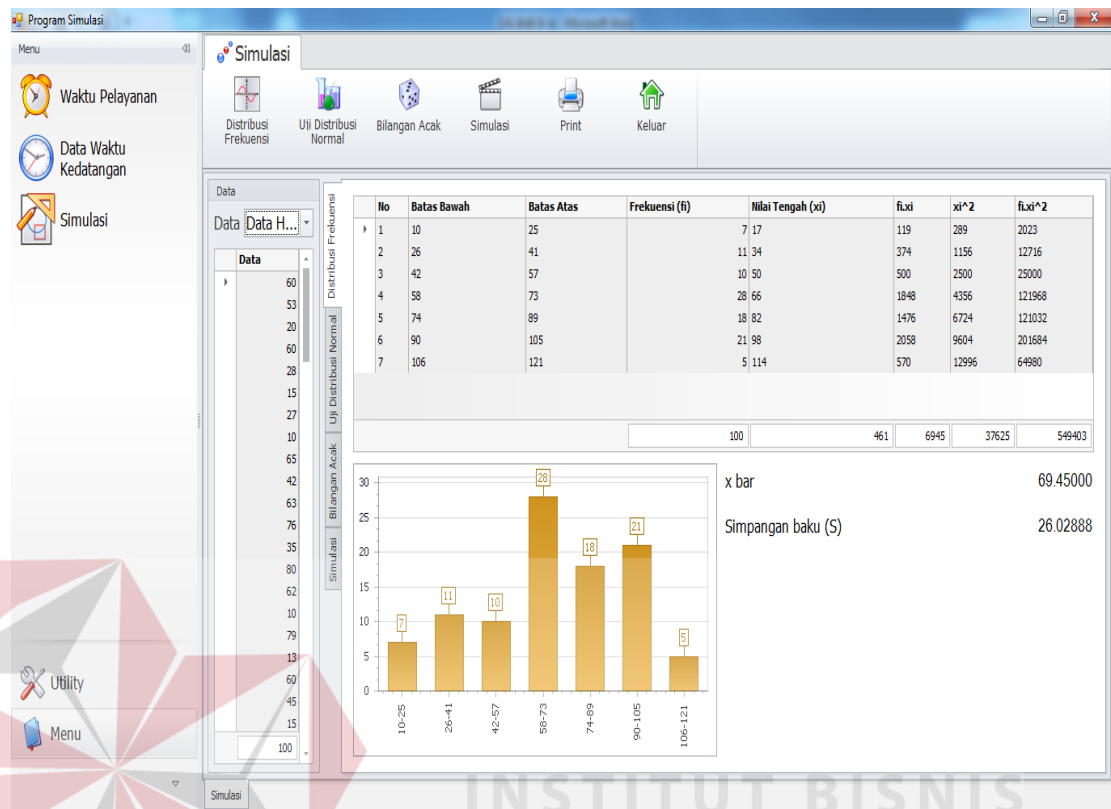 Program Simulasi
Menu
Waktu Pelayanan
Data Waktu
Kedatangan
Simulasi
Utility
Menu
Simulasi
Distribusi
Frekuensi
Uji Distribusi
Normal
Bilangan Acak
Simulasi
Print
Keluar
Data
Data Data H...
Data
60
53
20
60
28
15
27
10
65
42
63
76
35
80
62
10
79
13
60
45
15
100
Distribusi Frekuensi
Uji Distribusi Normal
Bilangan Acak
Simulasi
No Batas Bawah Batas Atas Frekuensi (fi) Nilai Tengah (xi) fi.xi xi^2 fi.xi^2
1 10 25 7 17 119 289 2023
2 26 41 11 34 374 1156 12716
3 42 57 10 50 500 2500 25000
4 58 73 28 66 1848 4356 121968
5 74 89 18 82 1476 6724 121032
6 90 105 21 98 2058 9604 201684
7 106 121 5 114 570 12996 64980
100 461 6945 37625 549403
30
25
20
15
10
5
0
7
11
10
28
18
21
5
10-25
26-41
42-57
58-73
74-89
90-105
106-121
x bar 69.45000
Simpangan baku (S) 26.02888
Simulasi
INSTITUT BISNIS